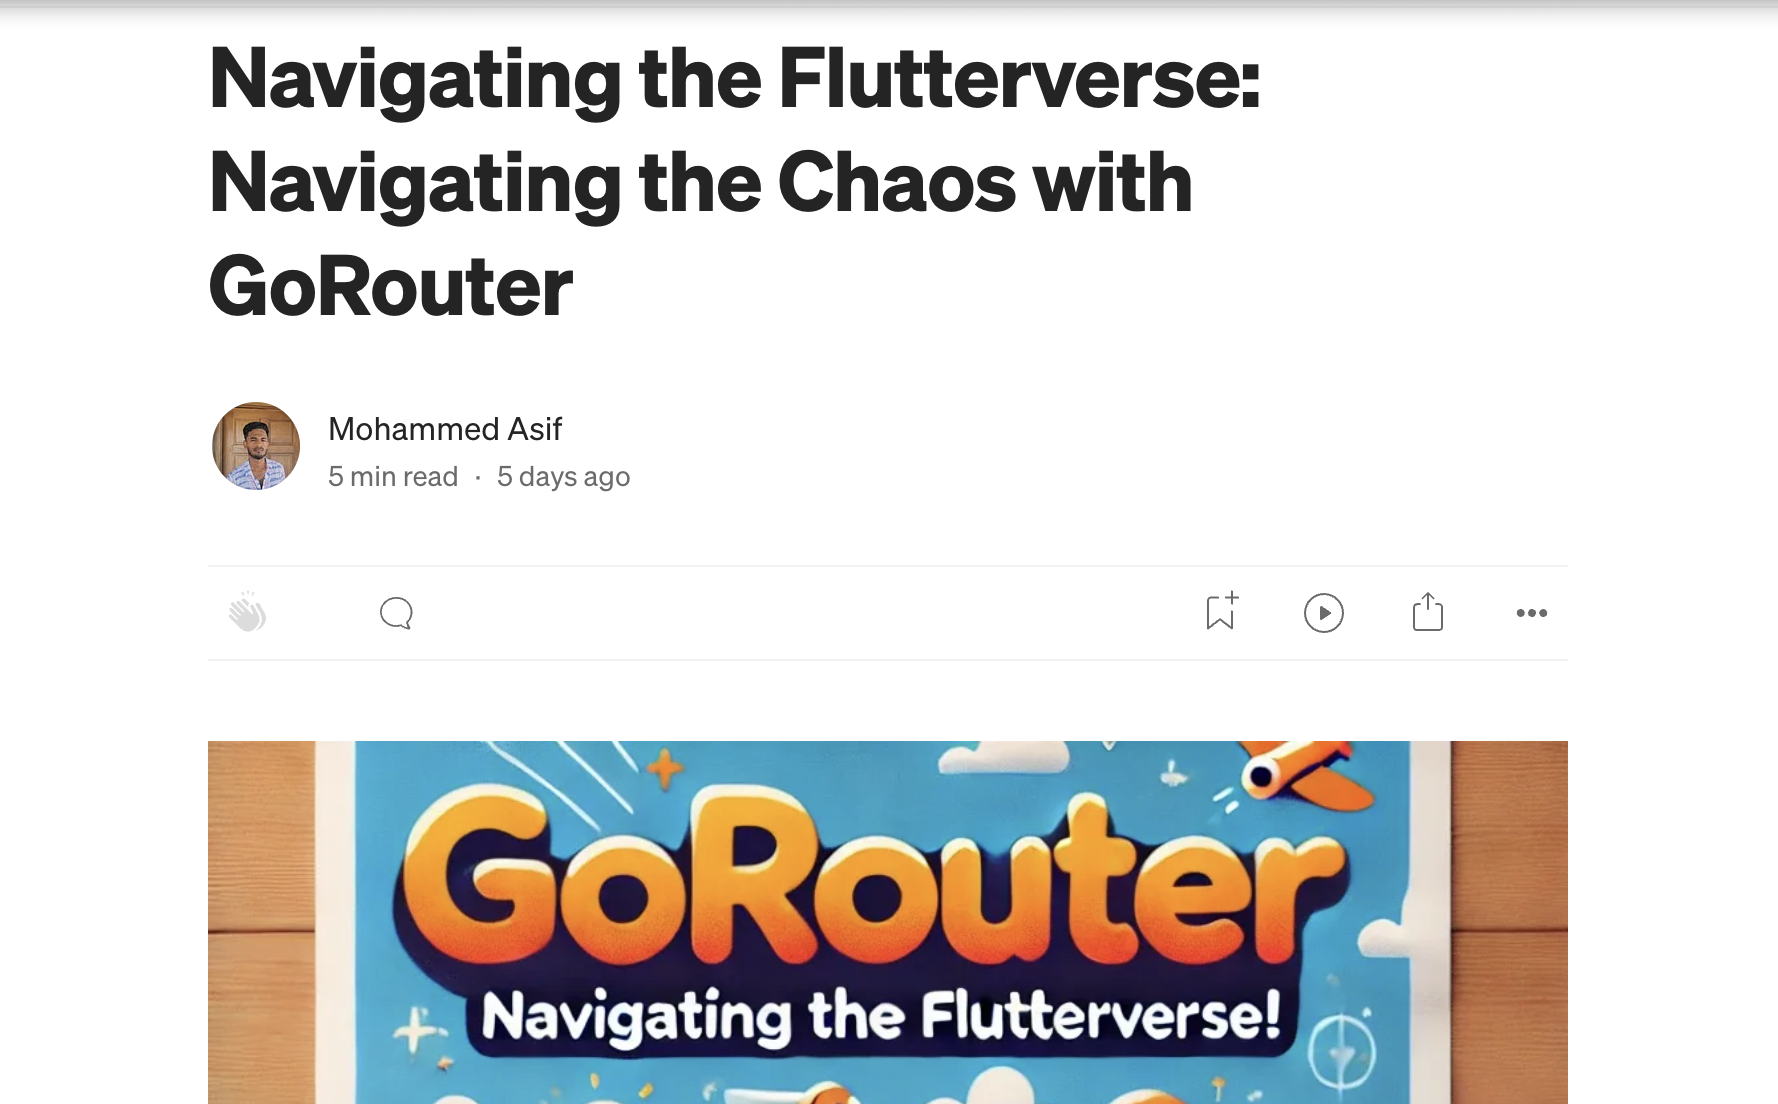 Navigating the Flutterverse:
Navigating the Chaos with
GoRouter
Mohammed Asif
5 min read · 5 days ago
GoRouter
Navigating the Flutterverse!